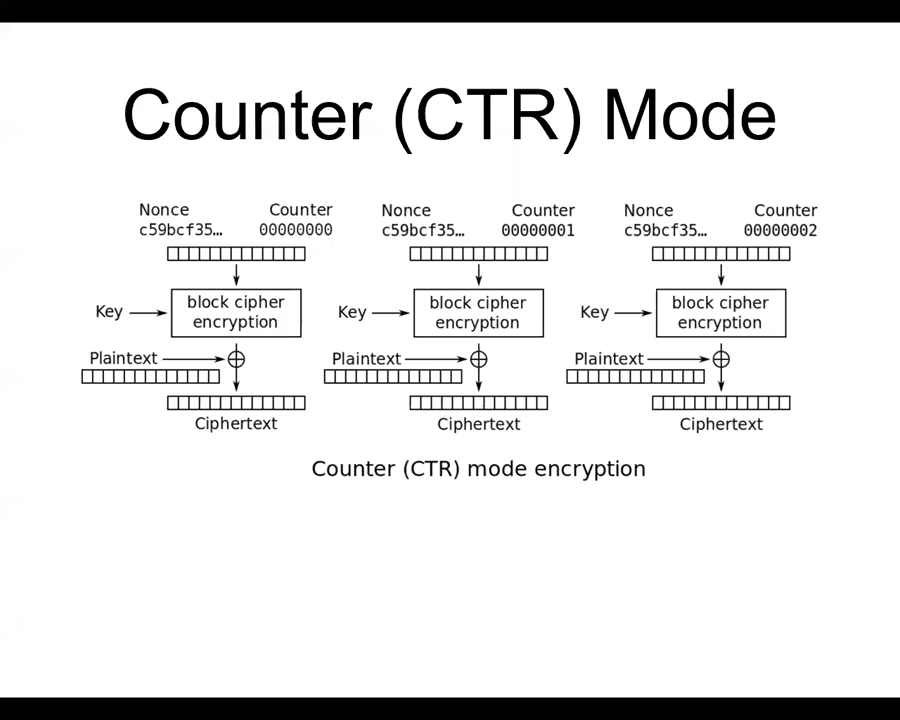 Counter (CTR) Mode
Nonce Counter Nonce Counter Nonce Counter
c59bcf35… 00000000 c59bcf35… 00000001 c59bcf35… 00000002
block cipher block cipher block cipher
Key encryption Key encryption Key encryption
Plaintext Plaintext Plaintext
Ciphertext Ciphertext Ciphertext
Counter (CTR) mode encryption